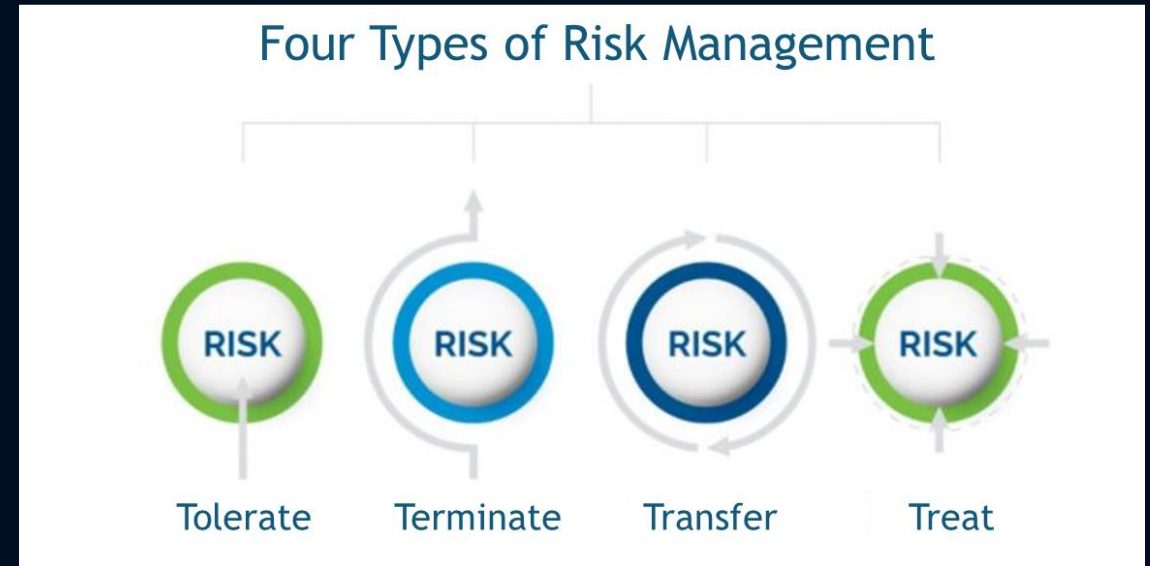 Four Types of Risk Management
RISK
RISK
RISK
RISK
Tolerate
Terminate
Transfer
Treat